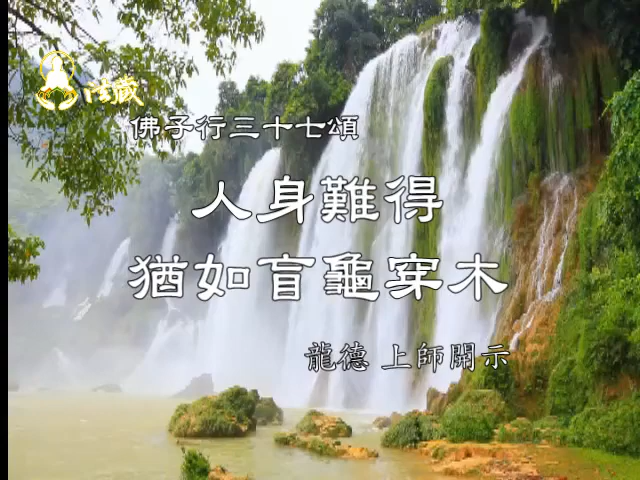 法藏
佛子行三十七頌
人身難得
猶如盲龜穿木
龍德 上師開示